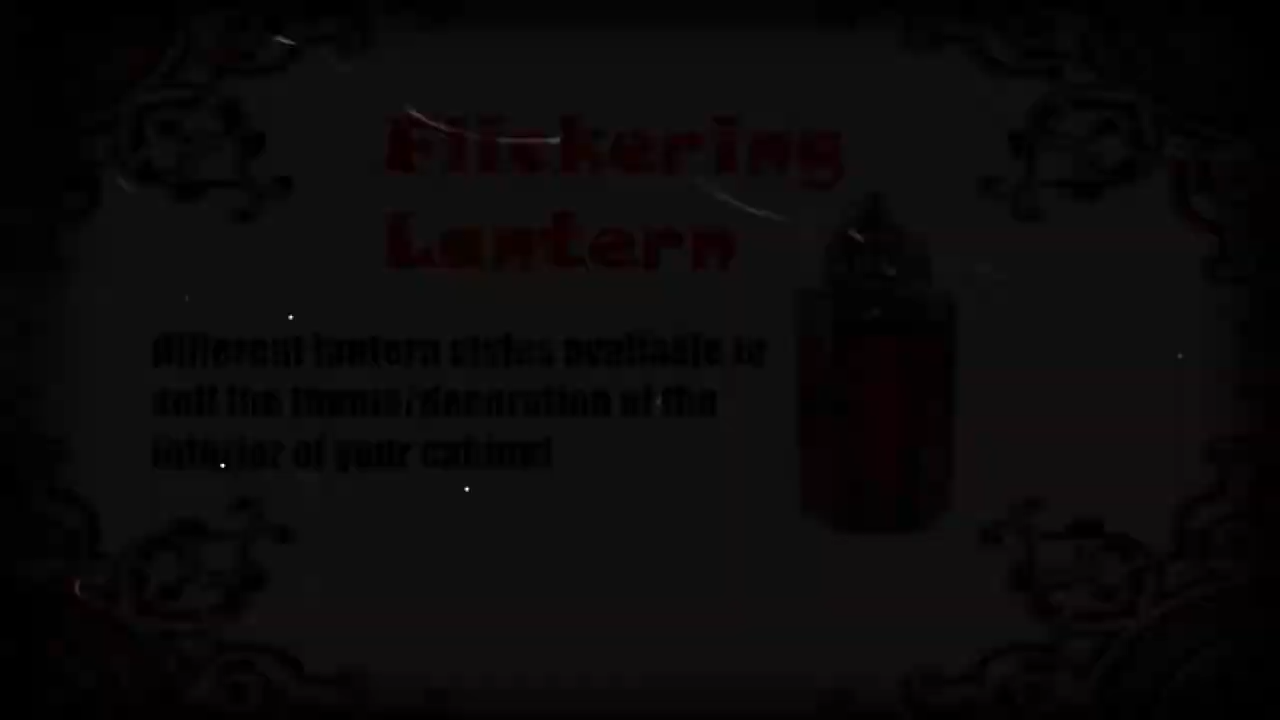 Flickering
Lantern
different lantern styles available to
suit the theme/decoration of the
interior of your cabinet